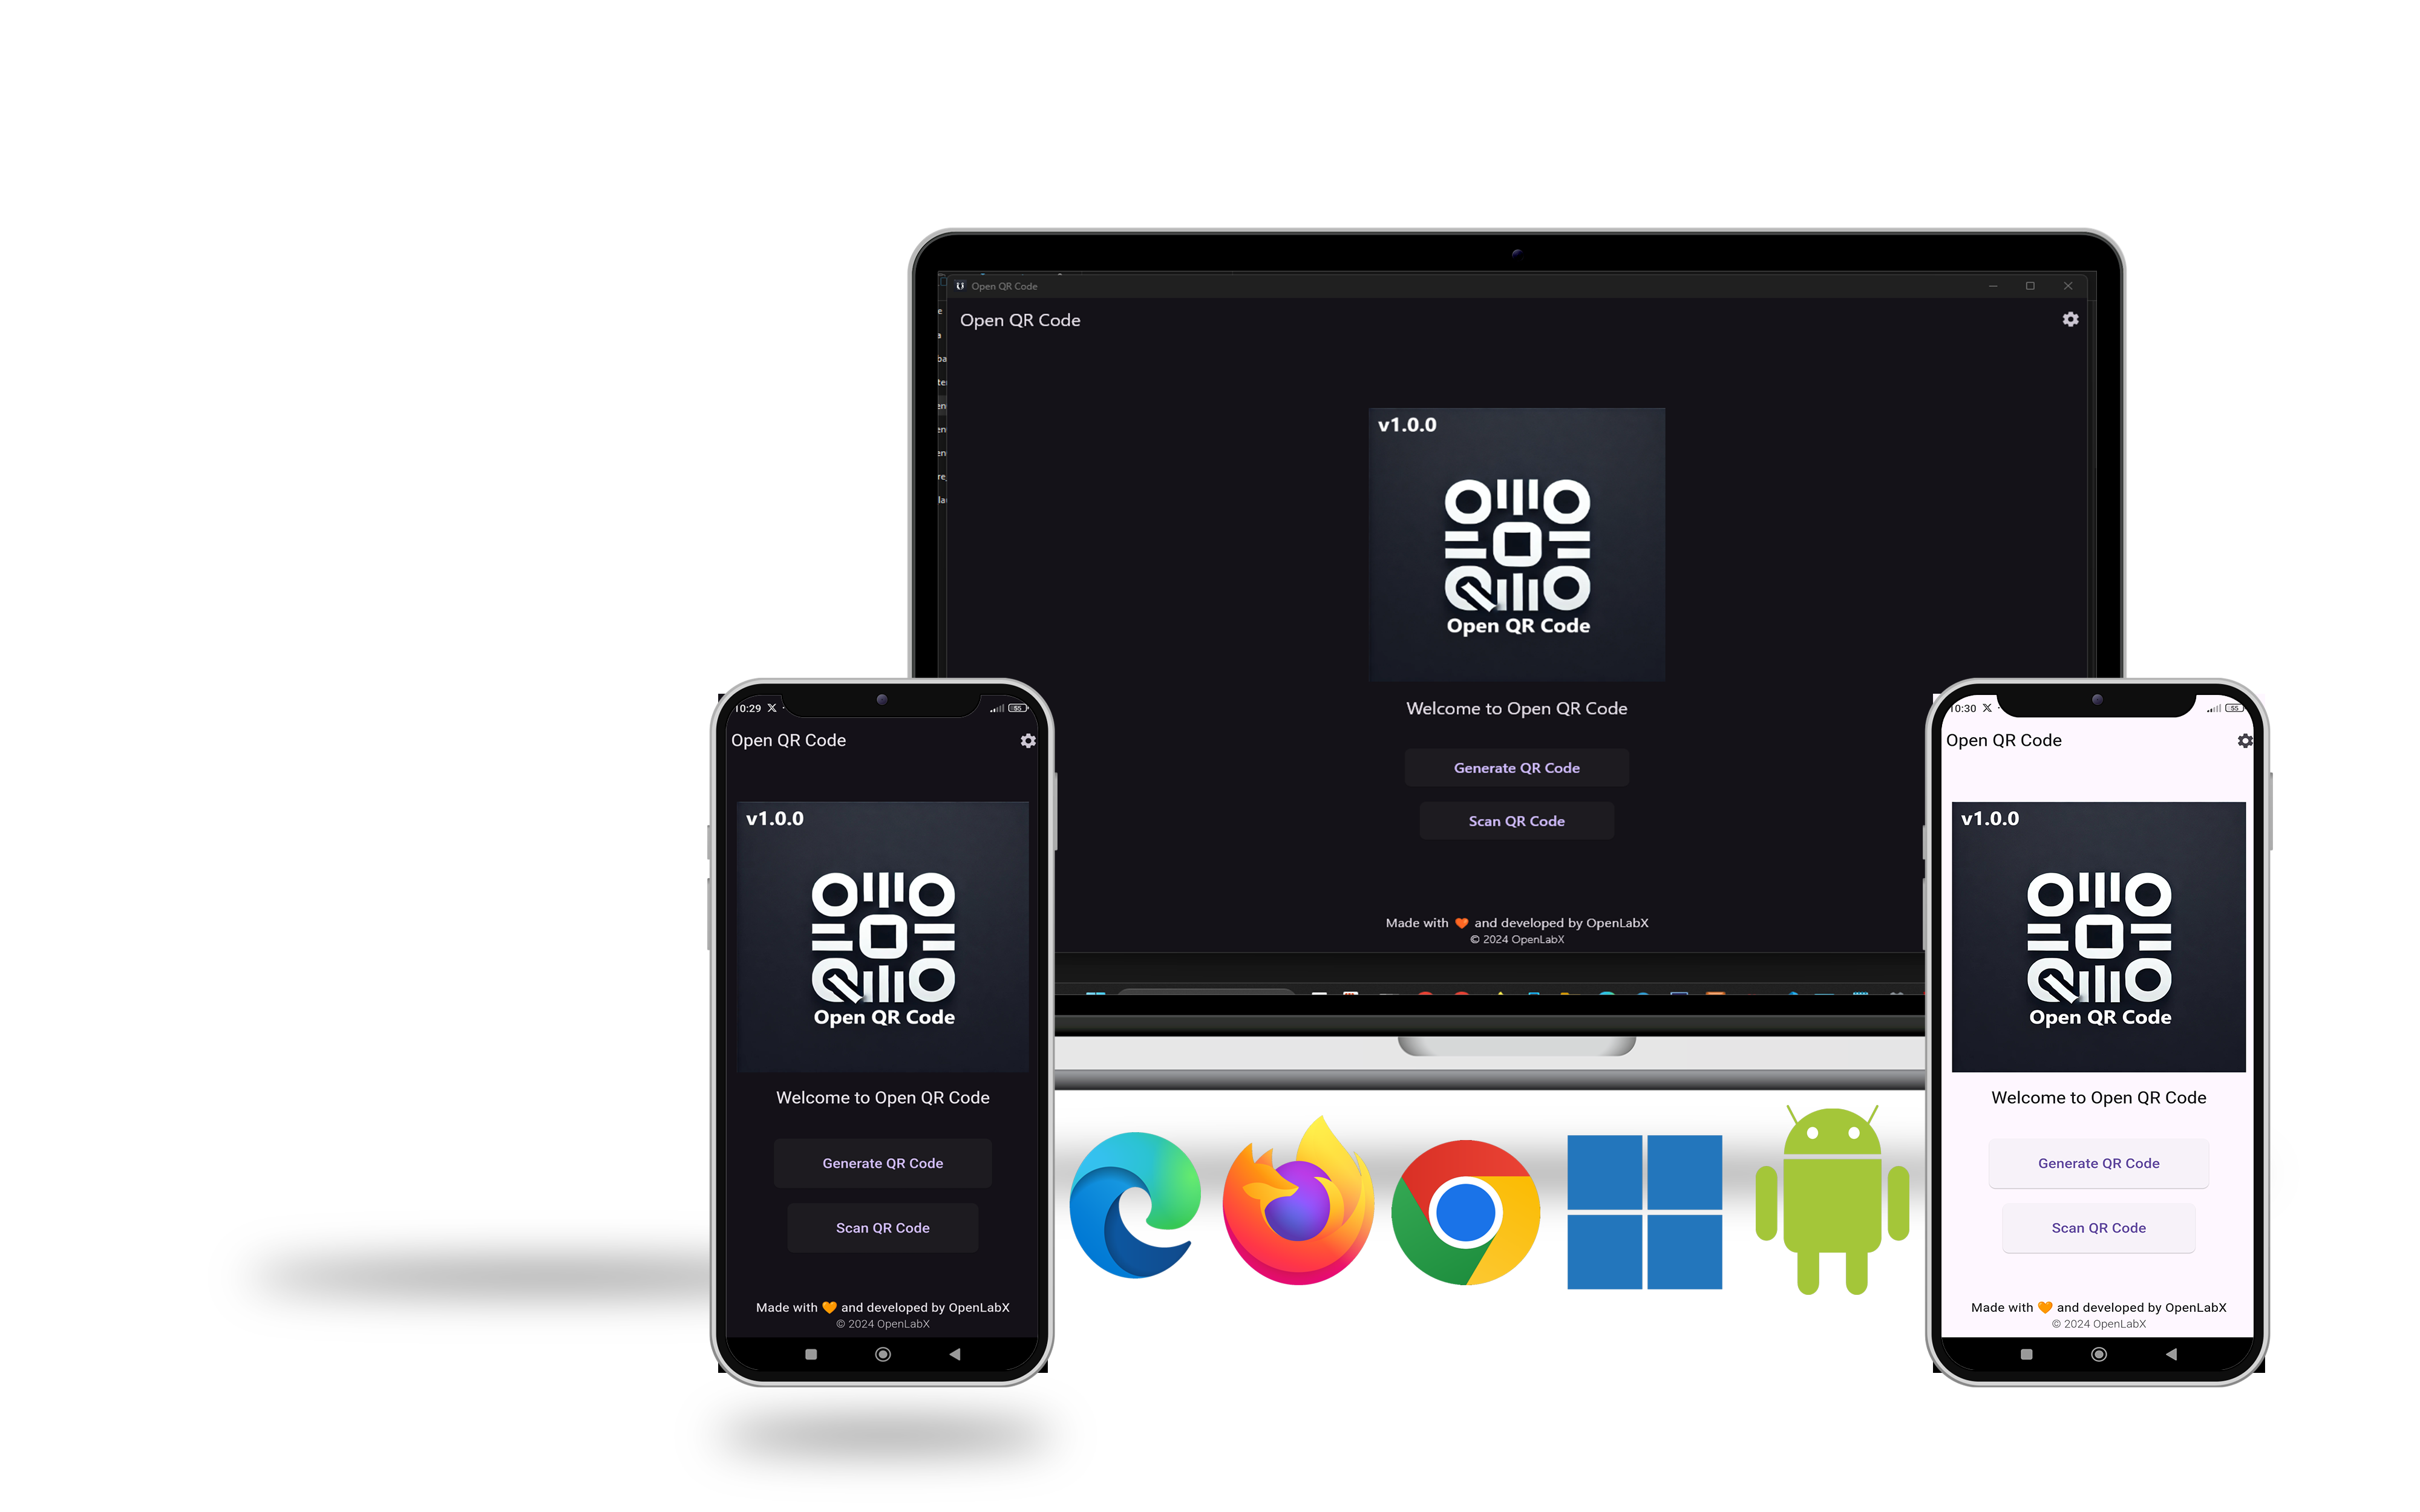 Open QR Code
Open QR Code
v1.0.0
Open QR Code
Welcome to Open QR Code
Generate QR Code
Scan QR Code
Made with 🧡 and developed by OpenLabX
© 2024 OpenLabX
10:29
55
Open QR Code
v1.0.0
Open QR Code
Welcome to Open QR Code
Generate QR Code
Scan QR Code
Made with 🧡 and developed by OpenLabX
© 2024 OpenLabX
10:30
55
Open QR Code
v1.0.0
Open QR Code
Welcome to Open QR Code
Generate QR Code
Scan QR Code
Made with 🧡 and developed by OpenLabX
© 2024 OpenLabX